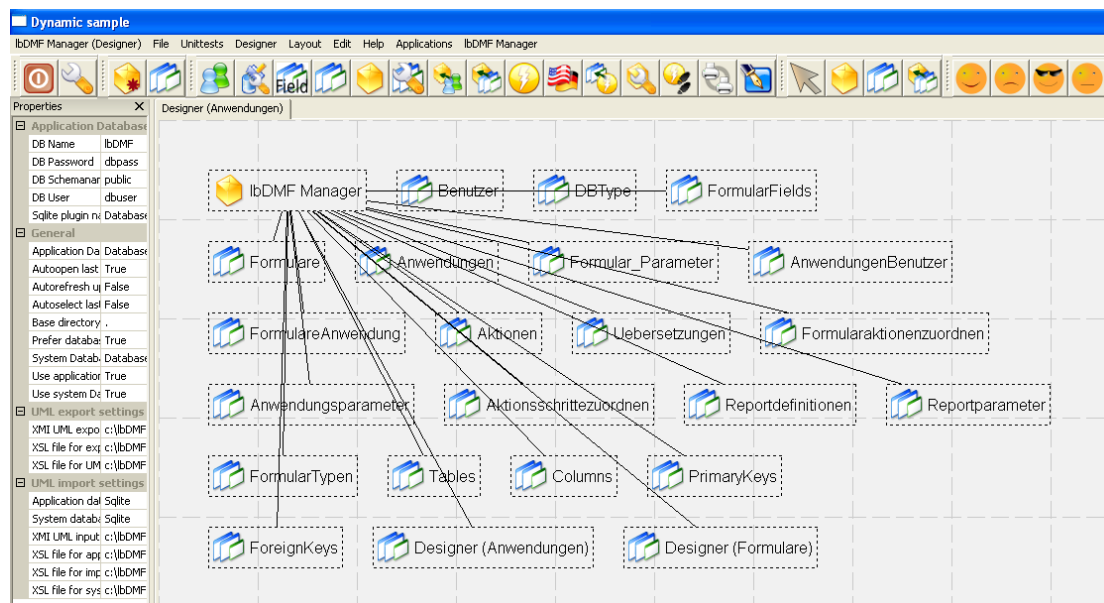 Dynamic sample
lbDMF Manager (Designer) File Unittests Designer Layout Edit Help Applications lbDMF Manager
Field
Properties X
Designer (Anwendungen)
Application Database
DB Name lbDMF
DB Password dbpass
DB Schemanar public
DB User dbuser
Sqlite plugin na Database
General
Application Da Database
Autoopen last True
Autorefresh up False
Autoselect last False
Base directory .
Prefer databas True
System Datab Database
Use application True
Use system Da True
UML export settings
XMI UML expo c:\lbDMF
XSL file for exp c:\lbDMF
XSL file for UM c:\lbDMF
UML import settings
Application dat Sqlite
System databa Sqlite
XMI UML input c:\lbDMF
XSL file for app c:\lbDMF
XSL file for imp c:\lbDMF
XSL file for sys c:\lbDMF
lbDMF Manager Benutzer DBType FormularFields
Formulare Anwendungen Formular_Parameter AnwendungenBenutzer
FormulareAnwendung Aktionen Uebersetzungen Formularaktionenzuordnen
Anwendungsparameter Aktionsschrittezuordnen Reportdefinitionen Reportparameter
FormularTypen Tables Columns PrimaryKeys
ForeignKeys Designer (Anwendungen) Designer (Formulare)